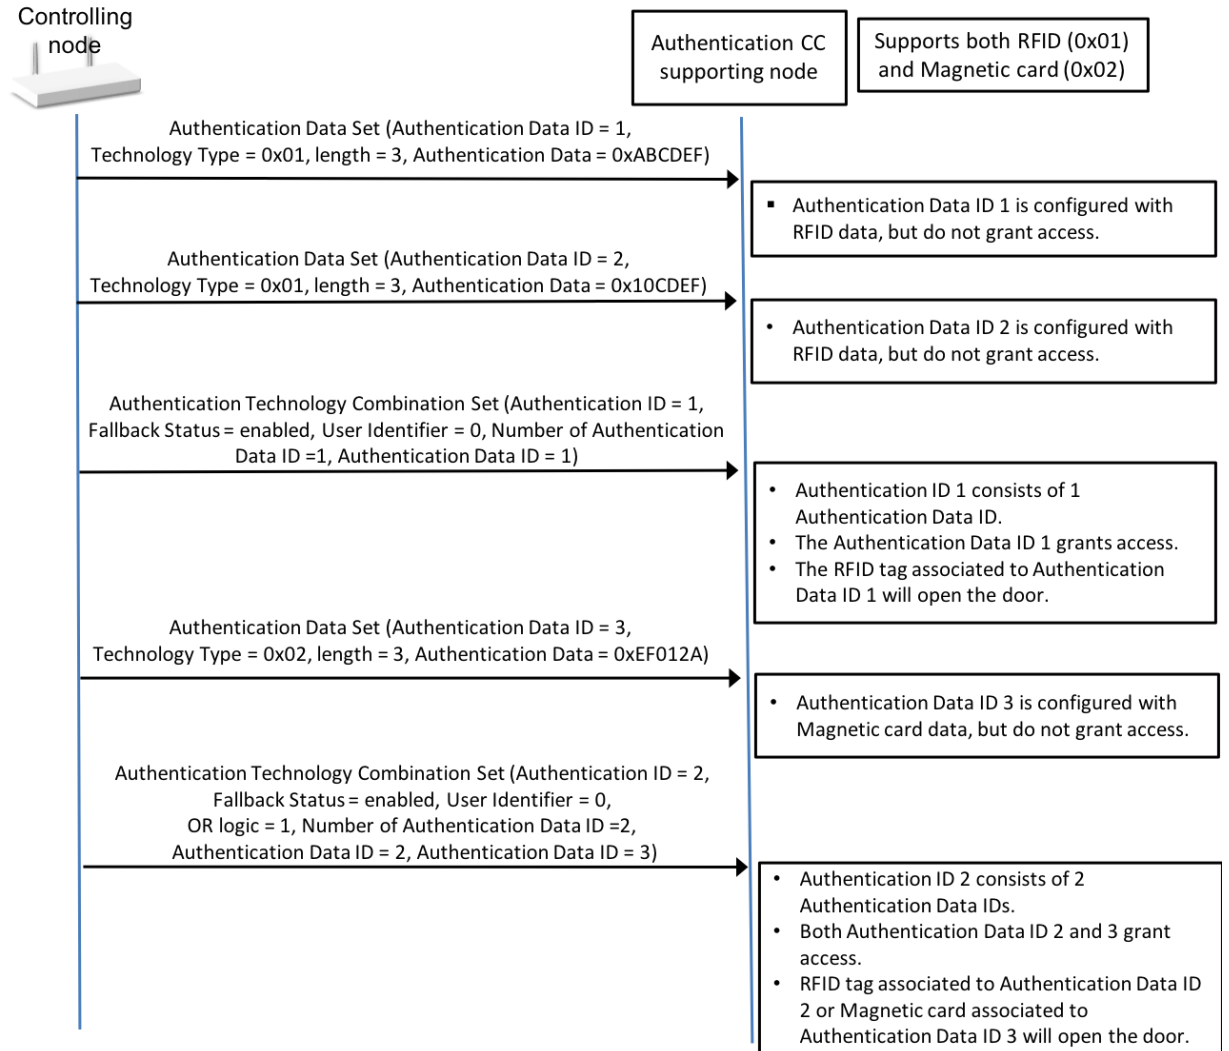 Controlling
node
Authentication CC
supporting node
Supports both RFID (0x01)
and Magnetic card (0x02)
Authentication Data Set (Authentication Data ID = 1,
Technology Type = 0x01, length = 3, Authentication Data = 0xABCDEF)
▪ Authentication Data ID 1 is configured with
RFID data, but do not grant access.
Authentication Data Set (Authentication Data ID = 2,
Technology Type = 0x01, length = 3, Authentication Data = 0x10CDEF)
• Authentication Data ID 2 is configured with
RFID data, but do not grant access.
Authentication Technology Combination Set (Authentication ID = 1,
Fallback Status = enabled, User Identifier = 0, Number of Authentication
Data ID =1, Authentication Data ID = 1)
• Authentication ID 1 consists of 1
Authentication Data ID.
• The Authentication Data ID 1 grants access.
• The RFID tag associated to Authentication
Data ID 1 will open the door.
Authentication Data Set (Authentication Data ID = 3,
Technology Type = 0x02, length = 3, Authentication Data = 0xEF012A)
• Authentication Data ID 3 is configured with
Magnetic card data, but do not grant access.
Authentication Technology Combination Set (Authentication ID = 2,
Fallback Status = enabled, User Identifier = 0,
OR logic = 1, Number of Authentication Data ID =2,
Authentication Data ID = 2, Authentication Data ID = 3)
• Authentication ID 2 consists of 2
Authentication Data IDs.
• Both Authentication Data ID 2 and 3 grant
access.
• RFID tag associated to Authentication Data ID
2 or Magnetic card associated to
Authentication Data ID 3 will open the door.